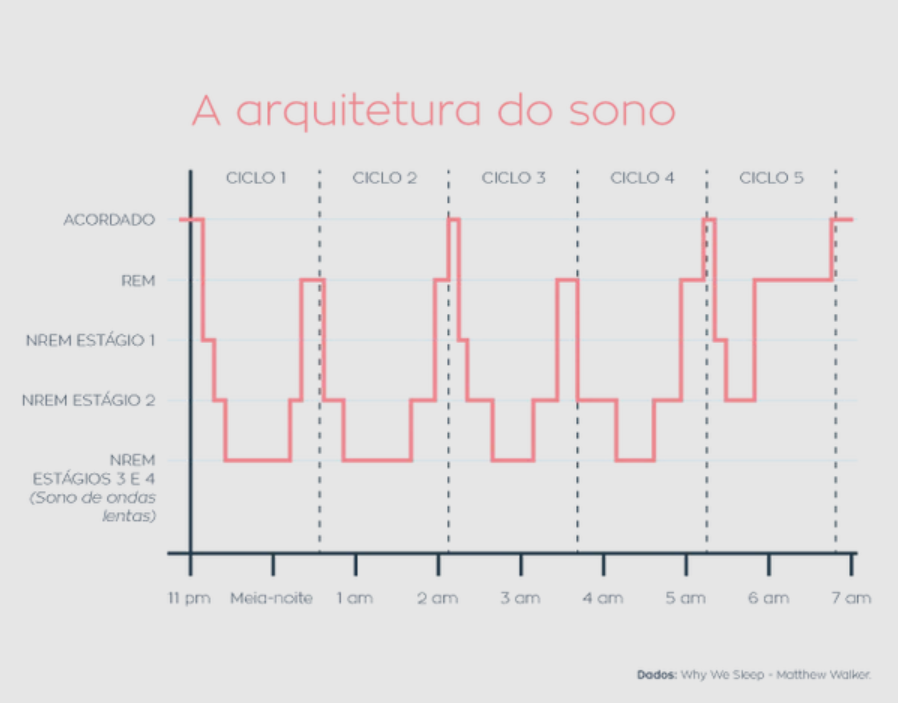 A arquitetura do sono
CICLO 1 CICLO 2 CICLO 3 CICLO 4 CICLO 5
ACORDADO
REM
NREM ESTÁGIO 1
NREM ESTÁGIO 2
NREM
ESTÁGIOS 3 E 4
(Sono de ondas
lentas)
11 pm Meia-noite 1 am 2 am 3 am 4 am 5 am 6 am 7 am
Dados: Why We Sleep - Matthew Walker.